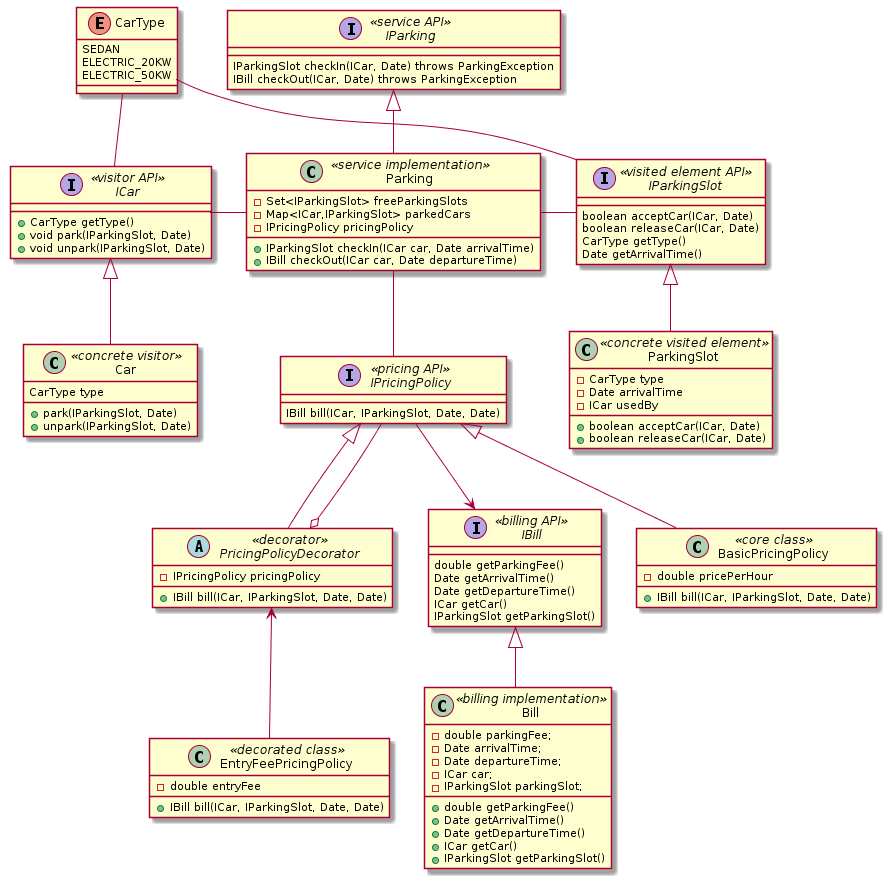 E CarType
SEDAN
ELECTRIC_20KW
ELECTRIC_50KW
I «service API»
IParking
IParkingSlot checkIn(ICar, Date) throws ParkingException
IBill checkOut(ICar, Date) throws ParkingException
I «visitor API»
ICar
CarType getType()
void park(IParkingSlot, Date)
void unpark(IParkingSlot, Date)
C «service implementation»
Parking
Set<IParkingSlot> freeParkingSlots
Map<ICar,IParkingSlot> parkedCars
IPricingPolicy pricingPolicy
IParkingSlot checkIn(ICar car, Date arrivalTime)
IBill checkOut(ICar car, Date departureTime)
I «visited element API»
IParkingSlot
boolean acceptCar(ICar, Date)
boolean releaseCar(ICar, Date)
CarType getType()
Date getArrivalTime()
C «concrete visitor»
Car
CarType type
park(IParkingSlot, Date)
unpark(IParkingSlot, Date)
I «pricing API»
IPricingPolicy
IBill bill(ICar, IParkingSlot, Date, Date)
C «concrete visited element»
ParkingSlot
CarType type
Date arrivalTime
ICar usedBy
boolean acceptCar(ICar, Date)
boolean releaseCar(ICar, Date)
A «decorator»
PricingPolicyDecorator
IPricingPolicy pricingPolicy
IBill bill(ICar, IParkingSlot, Date, Date)
I «billing API»
IBill
double getParkingFee()
Date getArrivalTime()
Date getDepartureTime()
ICar getCar()
IParkingSlot getParkingSlot()
C «core class»
BasicPricingPolicy
double pricePerHour
IBill bill(ICar, IParkingSlot, Date, Date)
C «decorated class»
EntryFeePricingPolicy
double entryFee
IBill bill(ICar, IParkingSlot, Date, Date)
C «billing implementation»
Bill
double parkingFee;
Date arrivalTime;
Date departureTime;
ICar car;
IParkingSlot parkingSlot;
double getParkingFee()
Date getArrivalTime()
Date getDepartureTime()
ICar getCar()
IParkingSlot getParkingSlot()